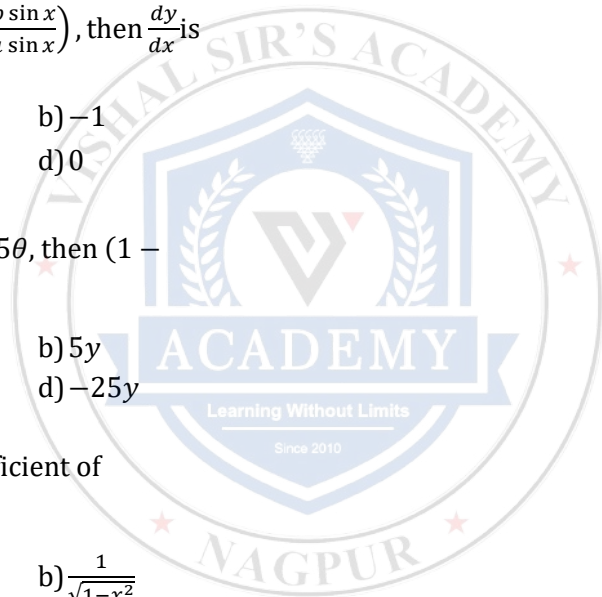 b sin x / a sin x), then dy/dx is
b) −1
d) 0
5θ, then (1 −
b) 5y
d) −25y
ficient of
b) 1/√1−x²
VISHAL SIR'S ACADEMY
ACADEMY
Learning Without Limits
Since 2010
NAGPUR